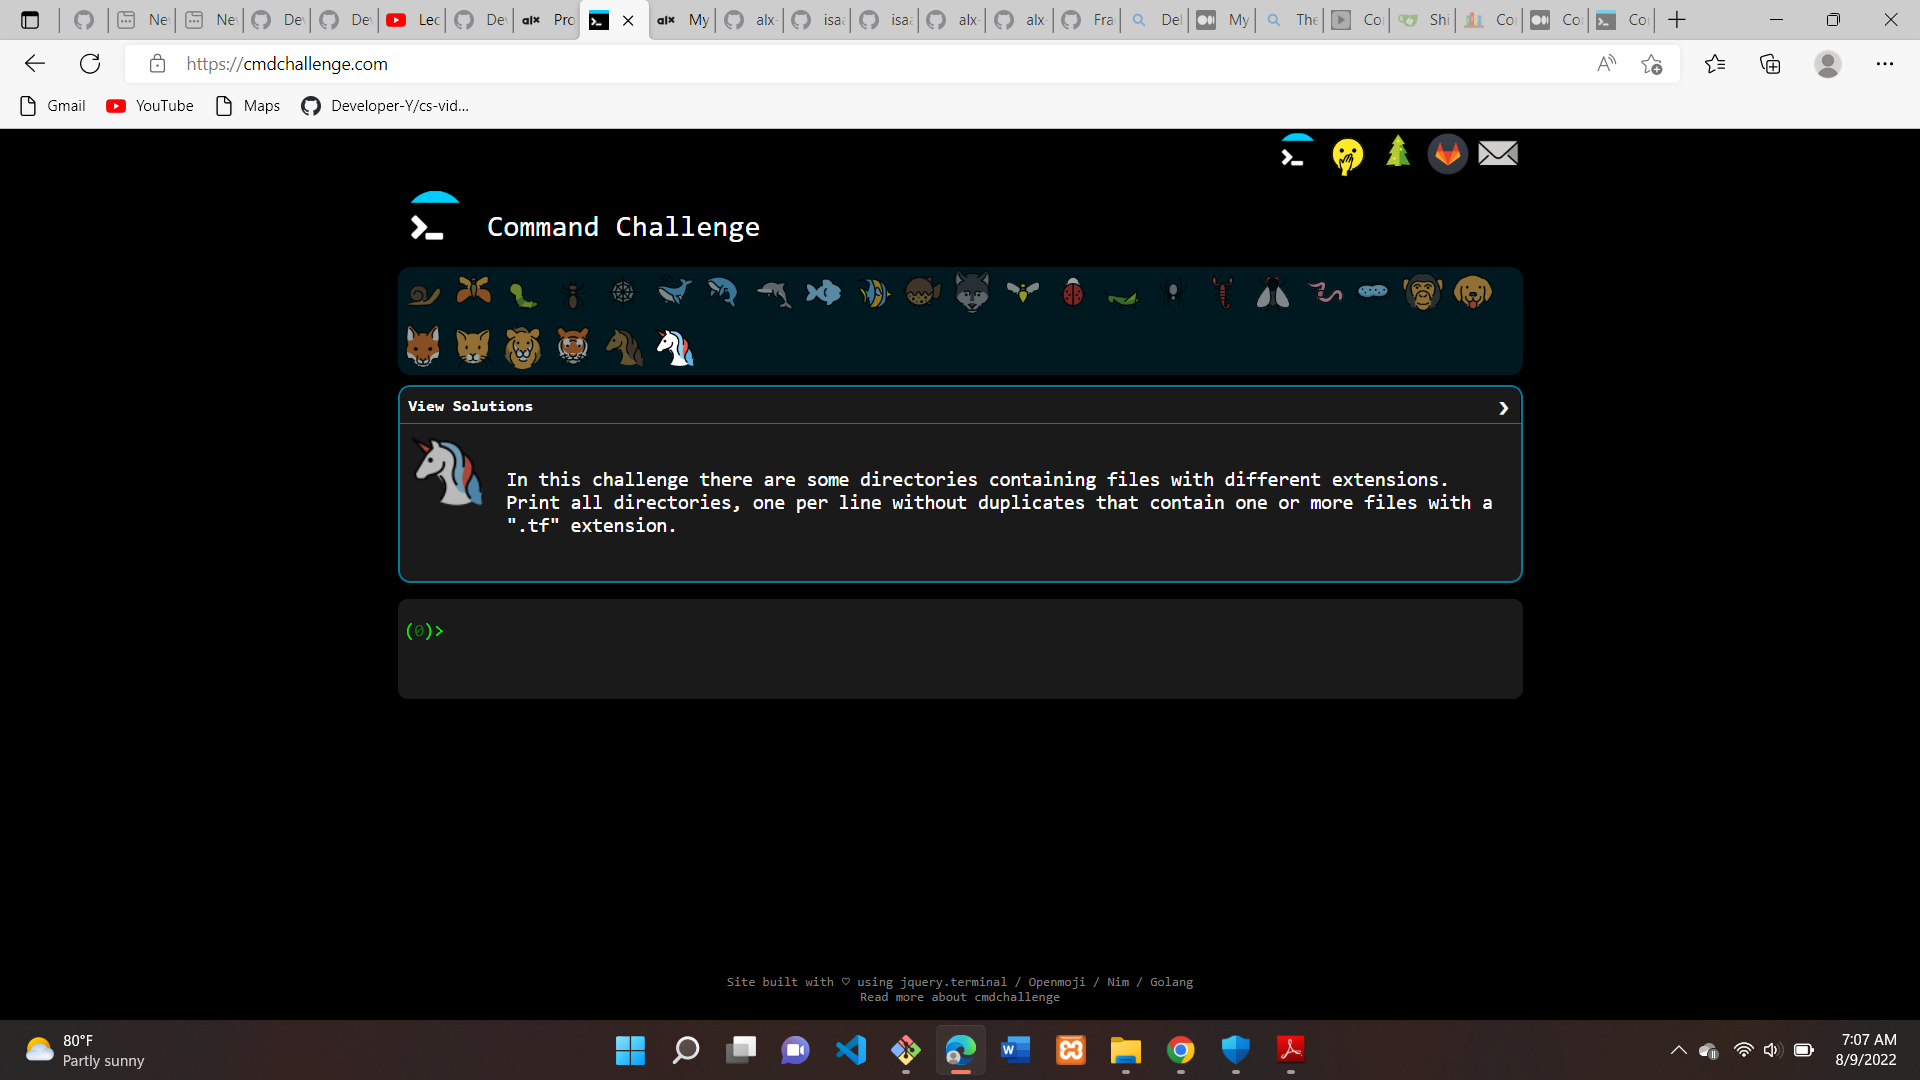 Ne
Ne
De
De
Lec
De
Pro
My
alx-
isaa
isaa
alx-
alx-
Fra
Del
My
The
Co
Shi
Co
Co
Co
https://cmdchallenge.com
Gmail
YouTube
Maps
Developer-Y/cs-vid...
Command Challenge
View Solutions
In this challenge there are some directories containing files with different extensions.
Print all directories, one per line without duplicates that contain one or more files with a
".tf" extension.
(0)>
Site built with ♡ using jquery.terminal / Openmoji / Nim / Golang
Read more about cmdchallenge
80°F
Partly sunny
7:07 AM
8/9/2022